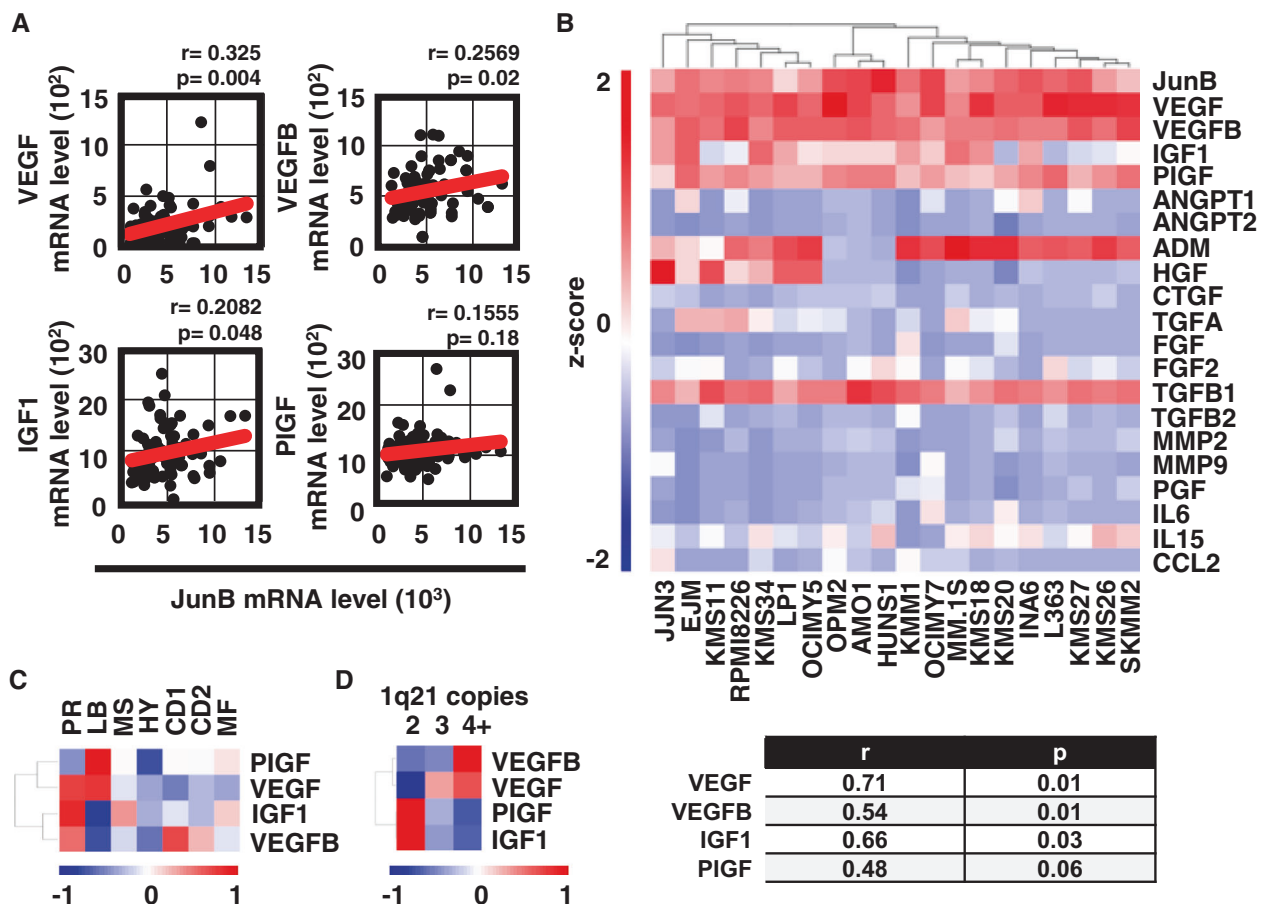 A
r= 0.325
p= 0.004
VEGF
mRNA level (10²)
15
10
5
0
0 5 10 15
r= 0.2569
p= 0.02
VEGFB
mRNA level (10²)
15
10
5
0
0 5 10 15
r= 0.2082
p= 0.048
IGF1
mRNA level (10²)
30
20
10
0
0 5 10 15
r= 0.1555
p= 0.18
PIGF
mRNA level (10²)
30
20
10
0
0 5 10 15
JunB mRNA level (10³)
B
2
0
-2
z-score
JunB
VEGF
VEGFB
IGF1
PIGF
ANGPT1
ANGPT2
ADM
HGF
CTGF
TGFA
FGF
FGF2
TGFB1
TGFB2
MMP2
MMP9
PGF
IL6
IL15
CCL2
JJN3
EJM
KMS11
RPMI8226
KMS34
LP1
OCIMY5
OPM2
AMO1
HUNS1
KMM1
OCIMY7
MM.1S
KMS18
KMS20
INA6
L363
KMS27
KMS26
SKMM2
C
PR LB MS HY CD1 CD2 MF
PIGF
VEGF
IGF1
VEGFB
-1 0 1
D
1q21 copies
2 3 4+
VEGFB
VEGF
PIGF
IGF1
-1 0 1
r p
VEGF 0.71 0.01
VEGFB 0.54 0.01
IGF1 0.66 0.03
PIGF 0.48 0.06